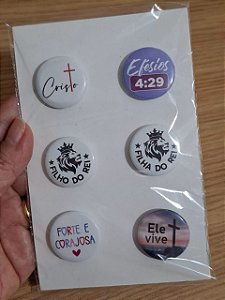 Cristo
Efésios
4:29
FILHO DO REI
FILHA DO REI
FORTE E
CORAJOSA
Ele
vive